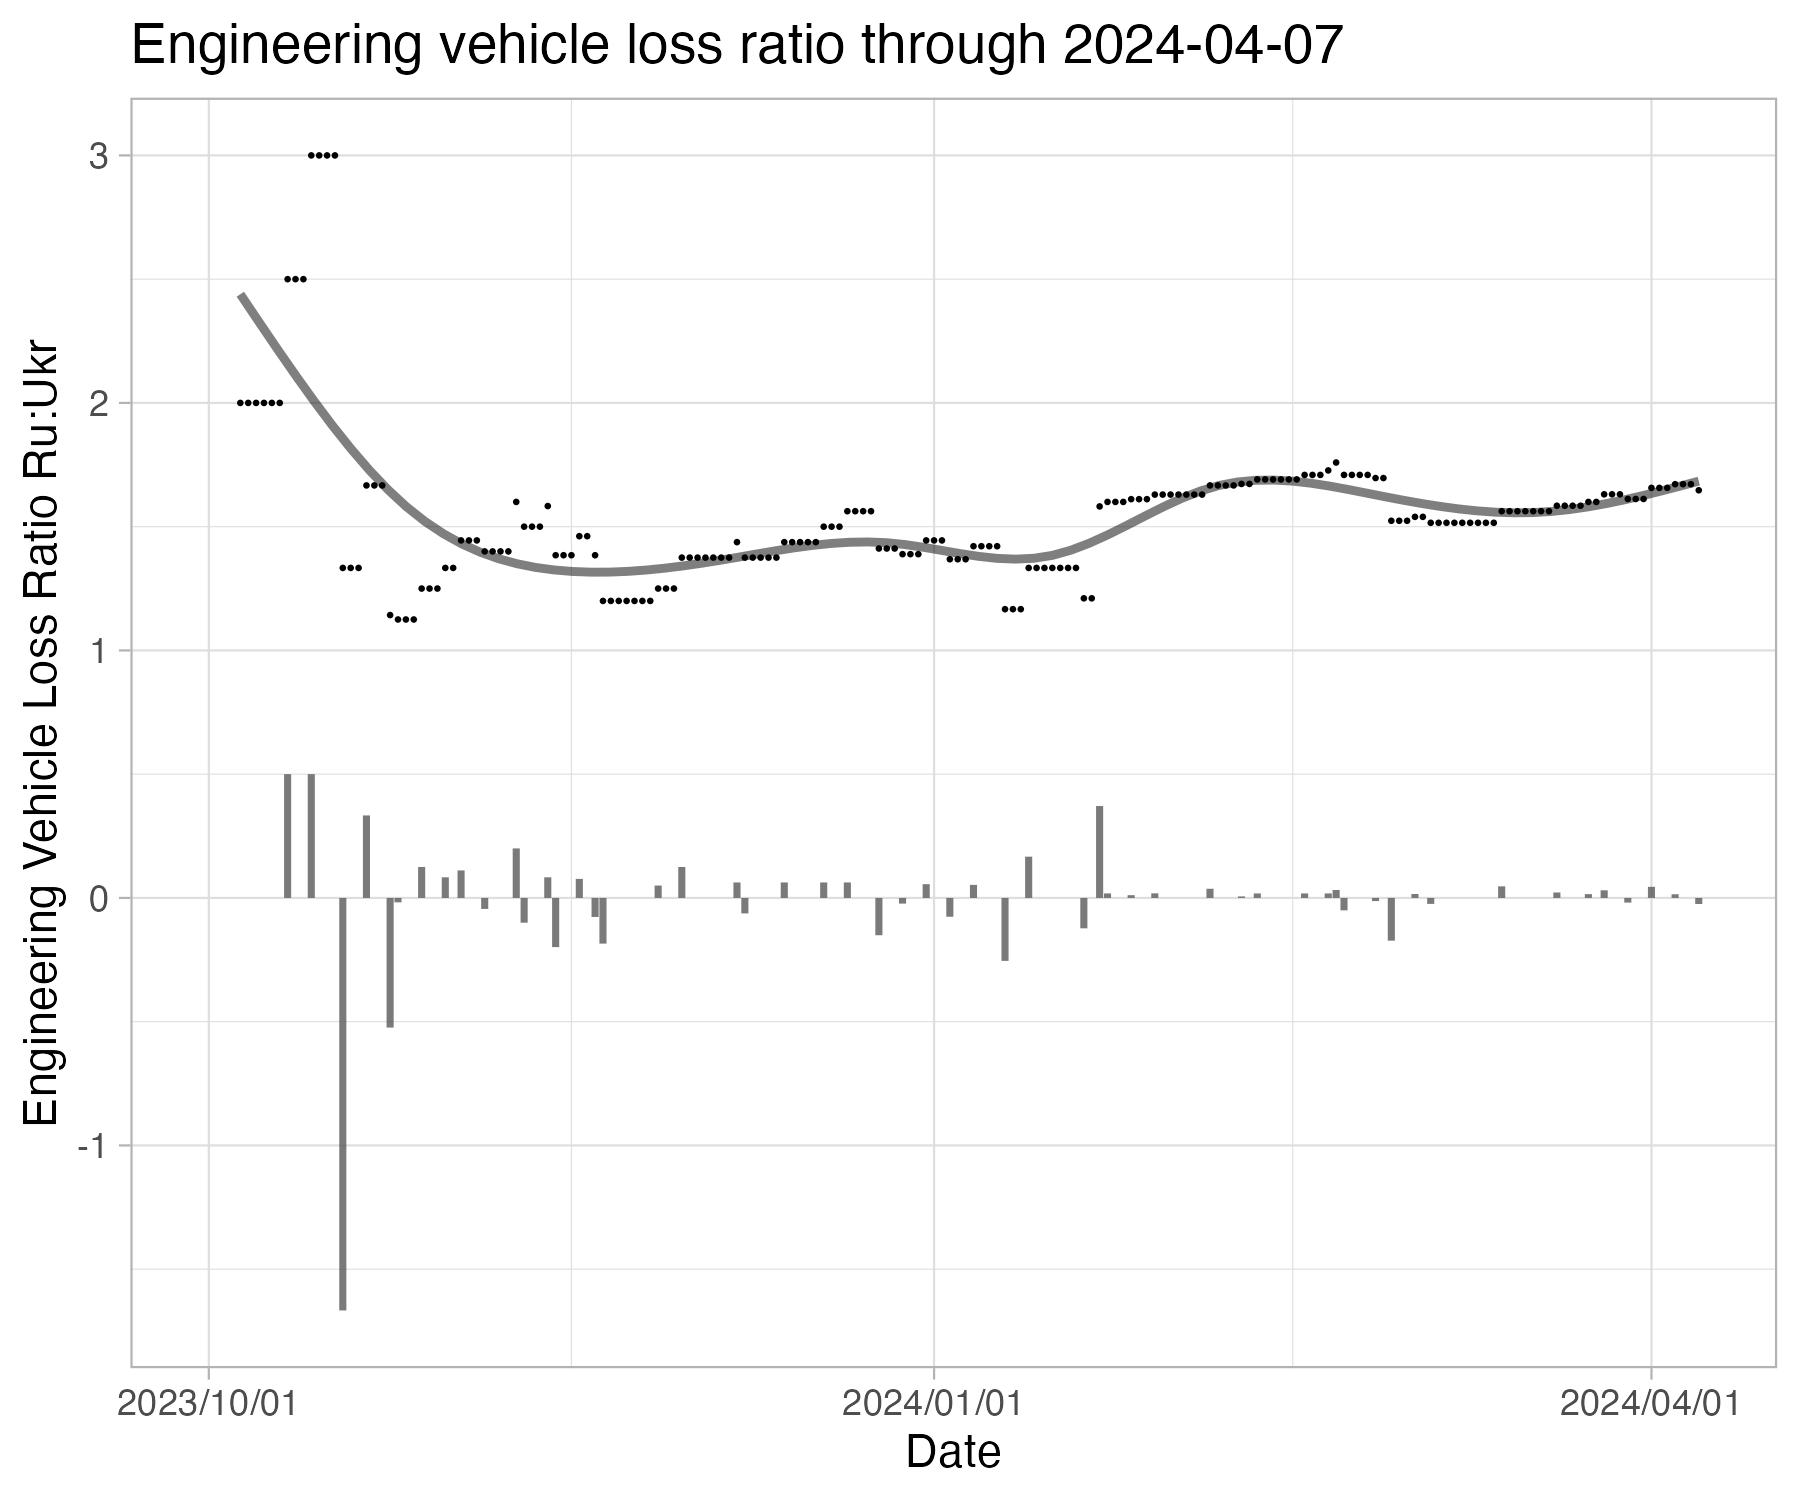 Engineering vehicle loss ratio through 2024-04-07
Engineering Vehicle Loss Ratio Ru:Ukr
3
2
1
0
-1
2023/10/01
2024/01/01
2024/04/01
Date